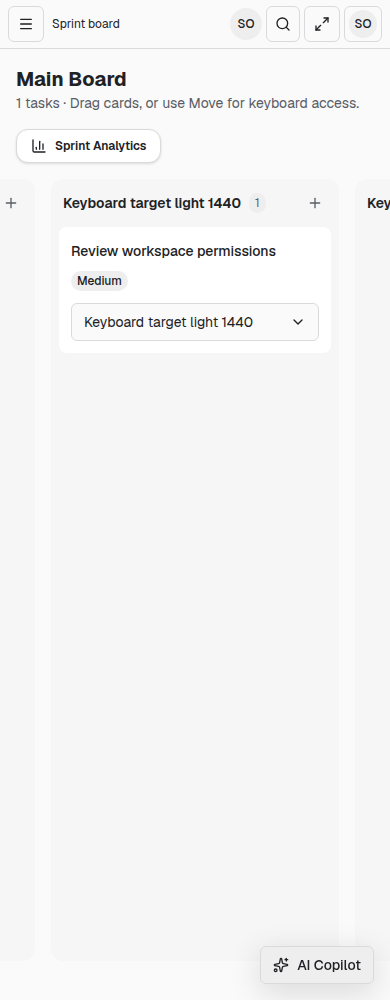 Sprint board
SO
SO
Main Board
1 tasks · Drag cards, or use Move for keyboard access.
Sprint Analytics
Keyboard target light 1440 1
Key
Review workspace permissions
Medium
Keyboard target light 1440
AI Copilot